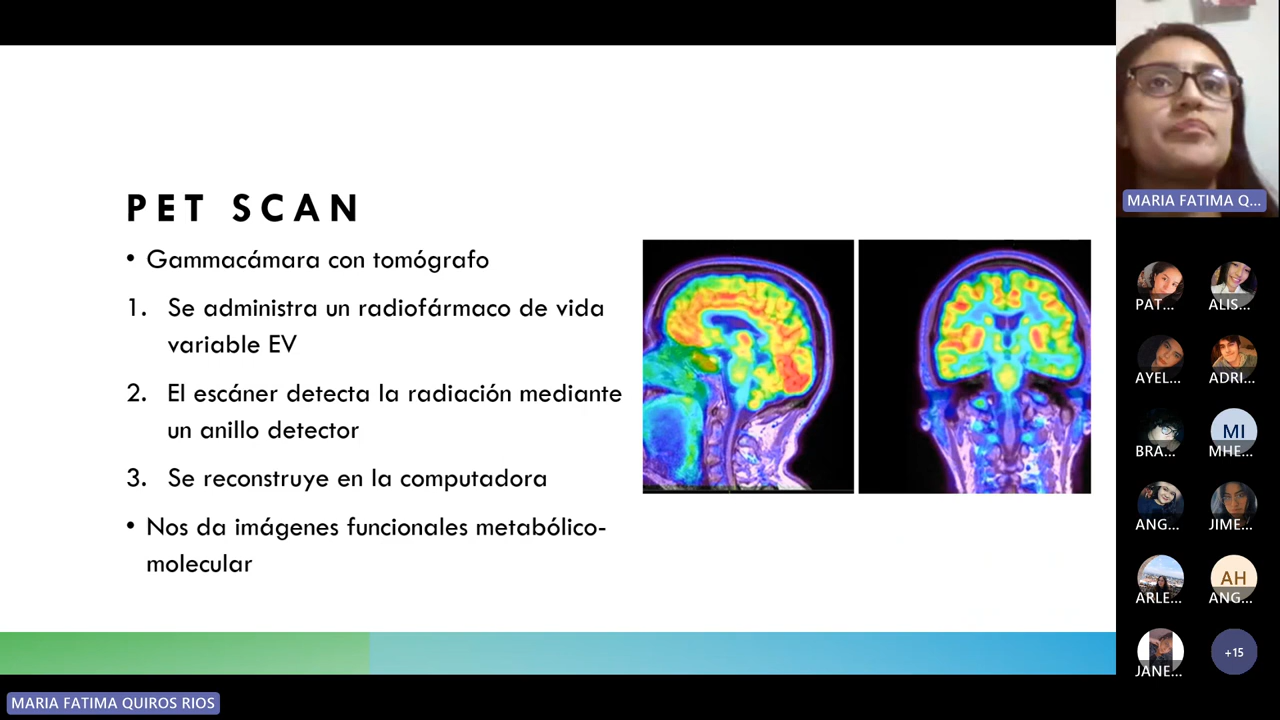 PET SCAN
• Gammacámara con tomógrafo
1. Se administra un radiofármaco de vida
variable EV
2. El escáner detecta la radiación mediante
un anillo detector
3. Se reconstruye en la computadora
• Nos da imágenes funcionales metabólico-
molecular
MARIA FATIMA Q...
PAT...
ALIS...
AYEL...
ADRI...
BRA...
MI
MHE...
ANG...
JIME...
ARLE...
AH
ANG...
JANE...
+15
MARIA FATIMA QUIROS RIOS